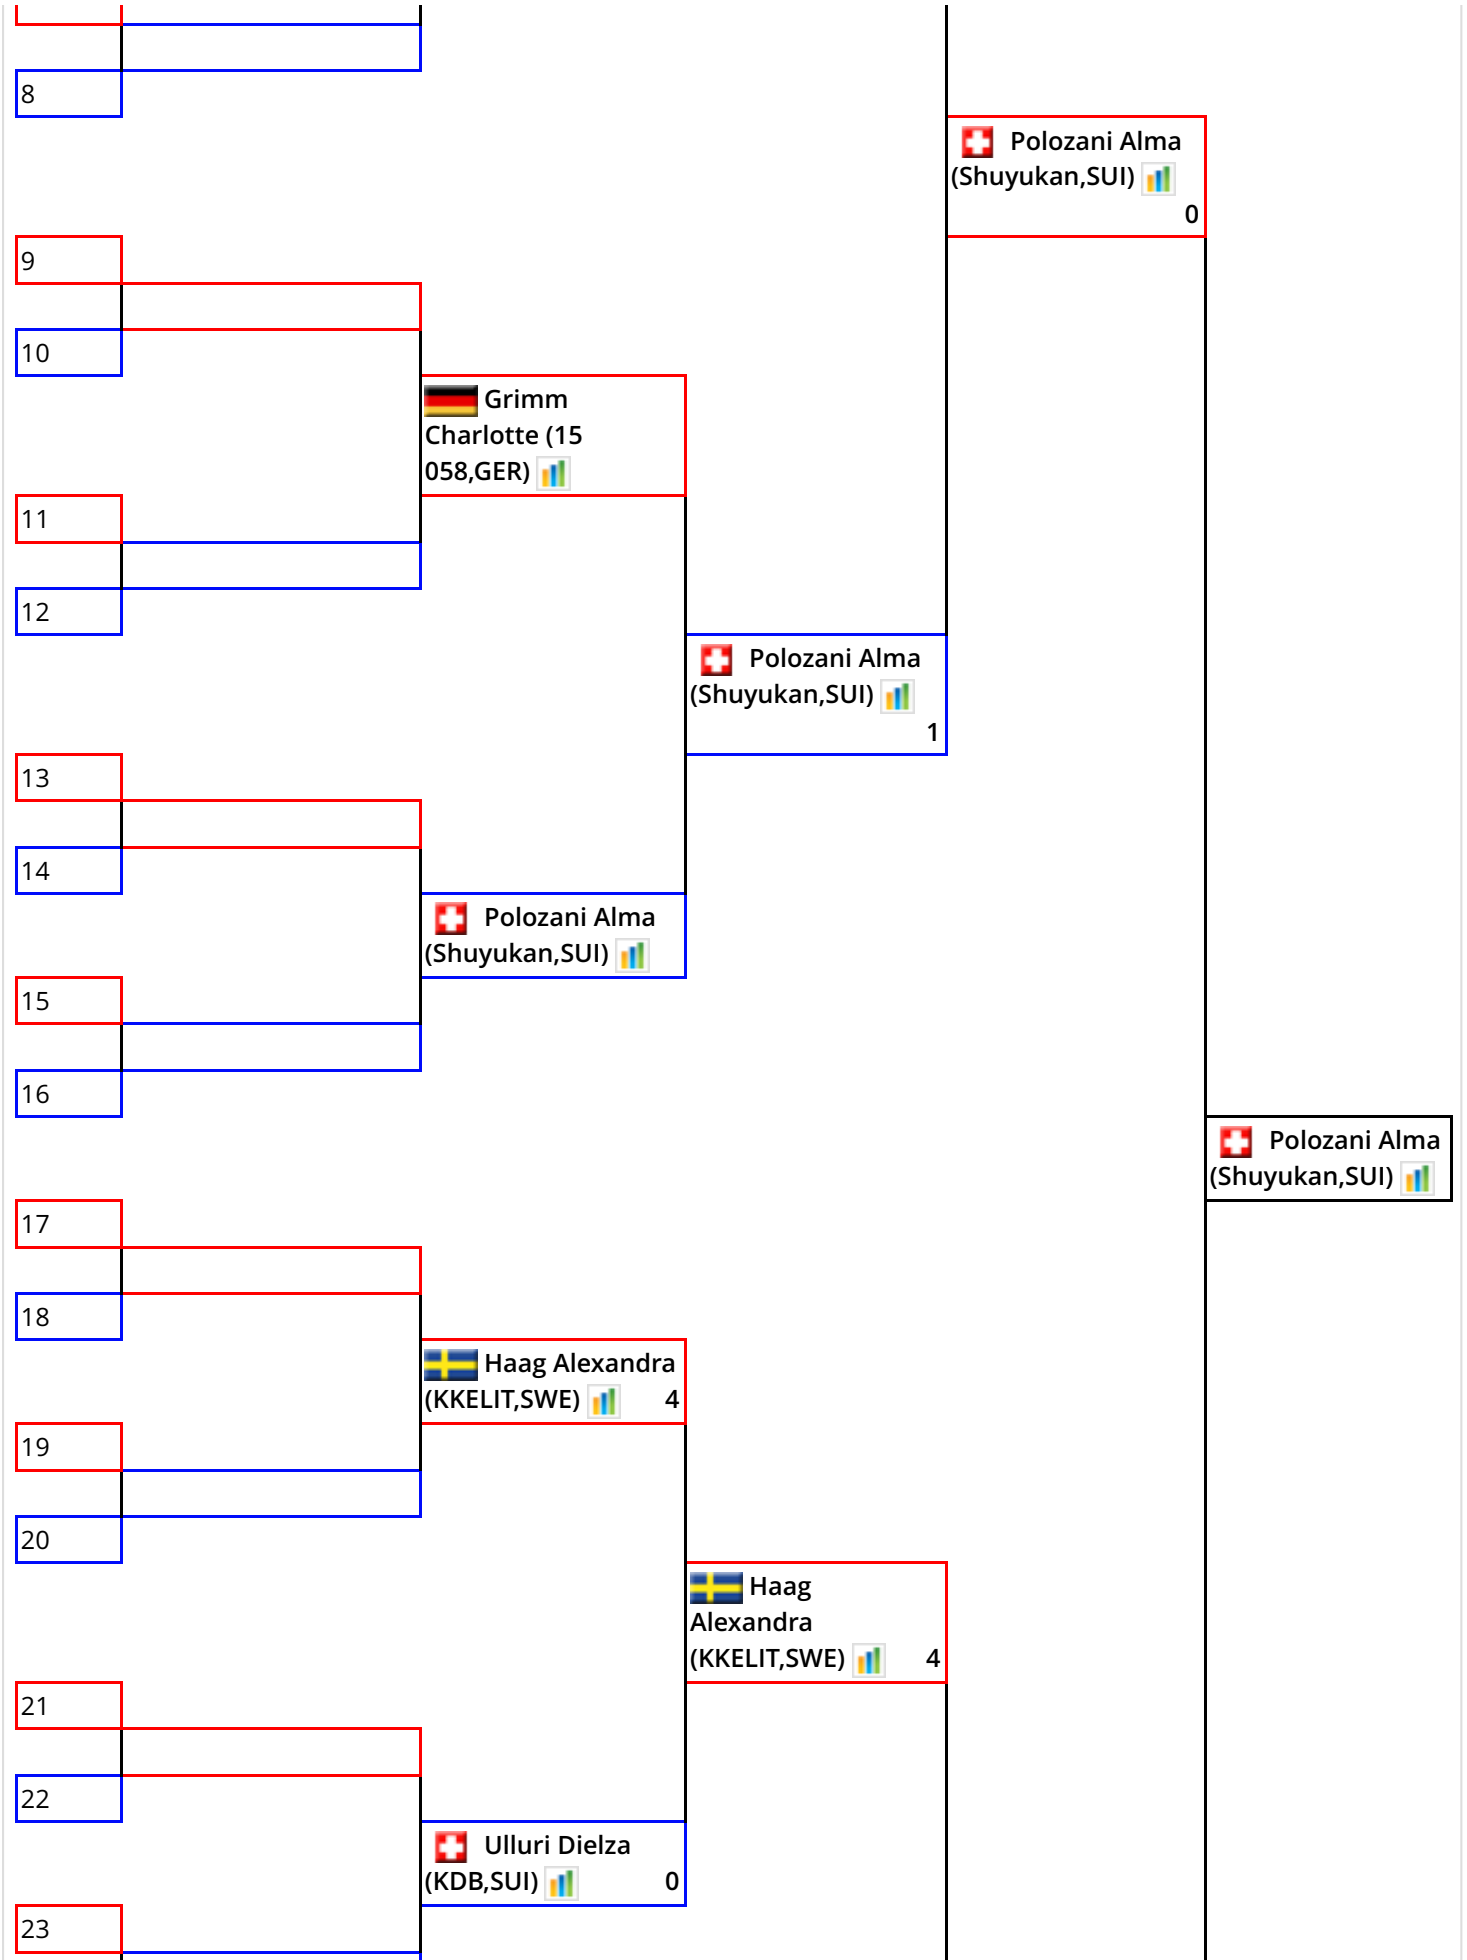 8
Polozani Alma
(Shuyukan,SUI)
0
9
10
Grimm
Charlotte (15
058,GER)
11
12
Polozani Alma
(Shuyukan,SUI)
1
13
14
Polozani Alma
(Shuyukan,SUI)
15
16
Polozani Alma
(Shuyukan,SUI)
17
18
Haag Alexandra
(KKELIT,SWE) 4
19
20
Haag
Alexandra
(KKELIT,SWE) 4
21
22
Ulluri Dielza
(KDB,SUI) 0
23